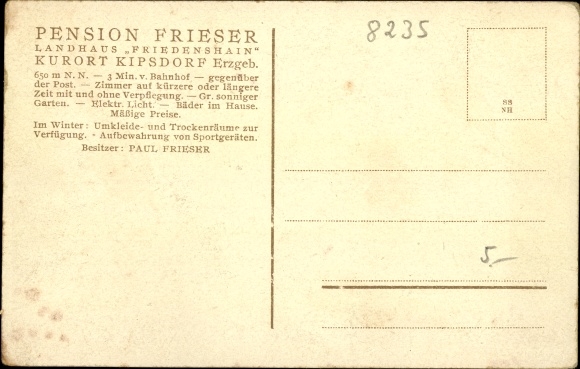 PENSION FRIESER
LANDHAUS „FRIEDENSHAIN“
KURORT KIPSDORF Erzgeb.
650 m N. N. — 3 Min. v. Bahnhof — gegenüber
der Post. — Zimmer auf kürzere oder längere
Zeit mit und ohne Verpflegung. — Gr. sonniger
Garten. — Elektr. Licht. — Bäder im Hause.
Mäßige Preise.
Im Winter: Umkleide- und Trockenräume zur
Verfügung. - Aufbewahrung von Sportgeräten.
Besitzer: PAUL FRIESER
8235
88
NH
5.–